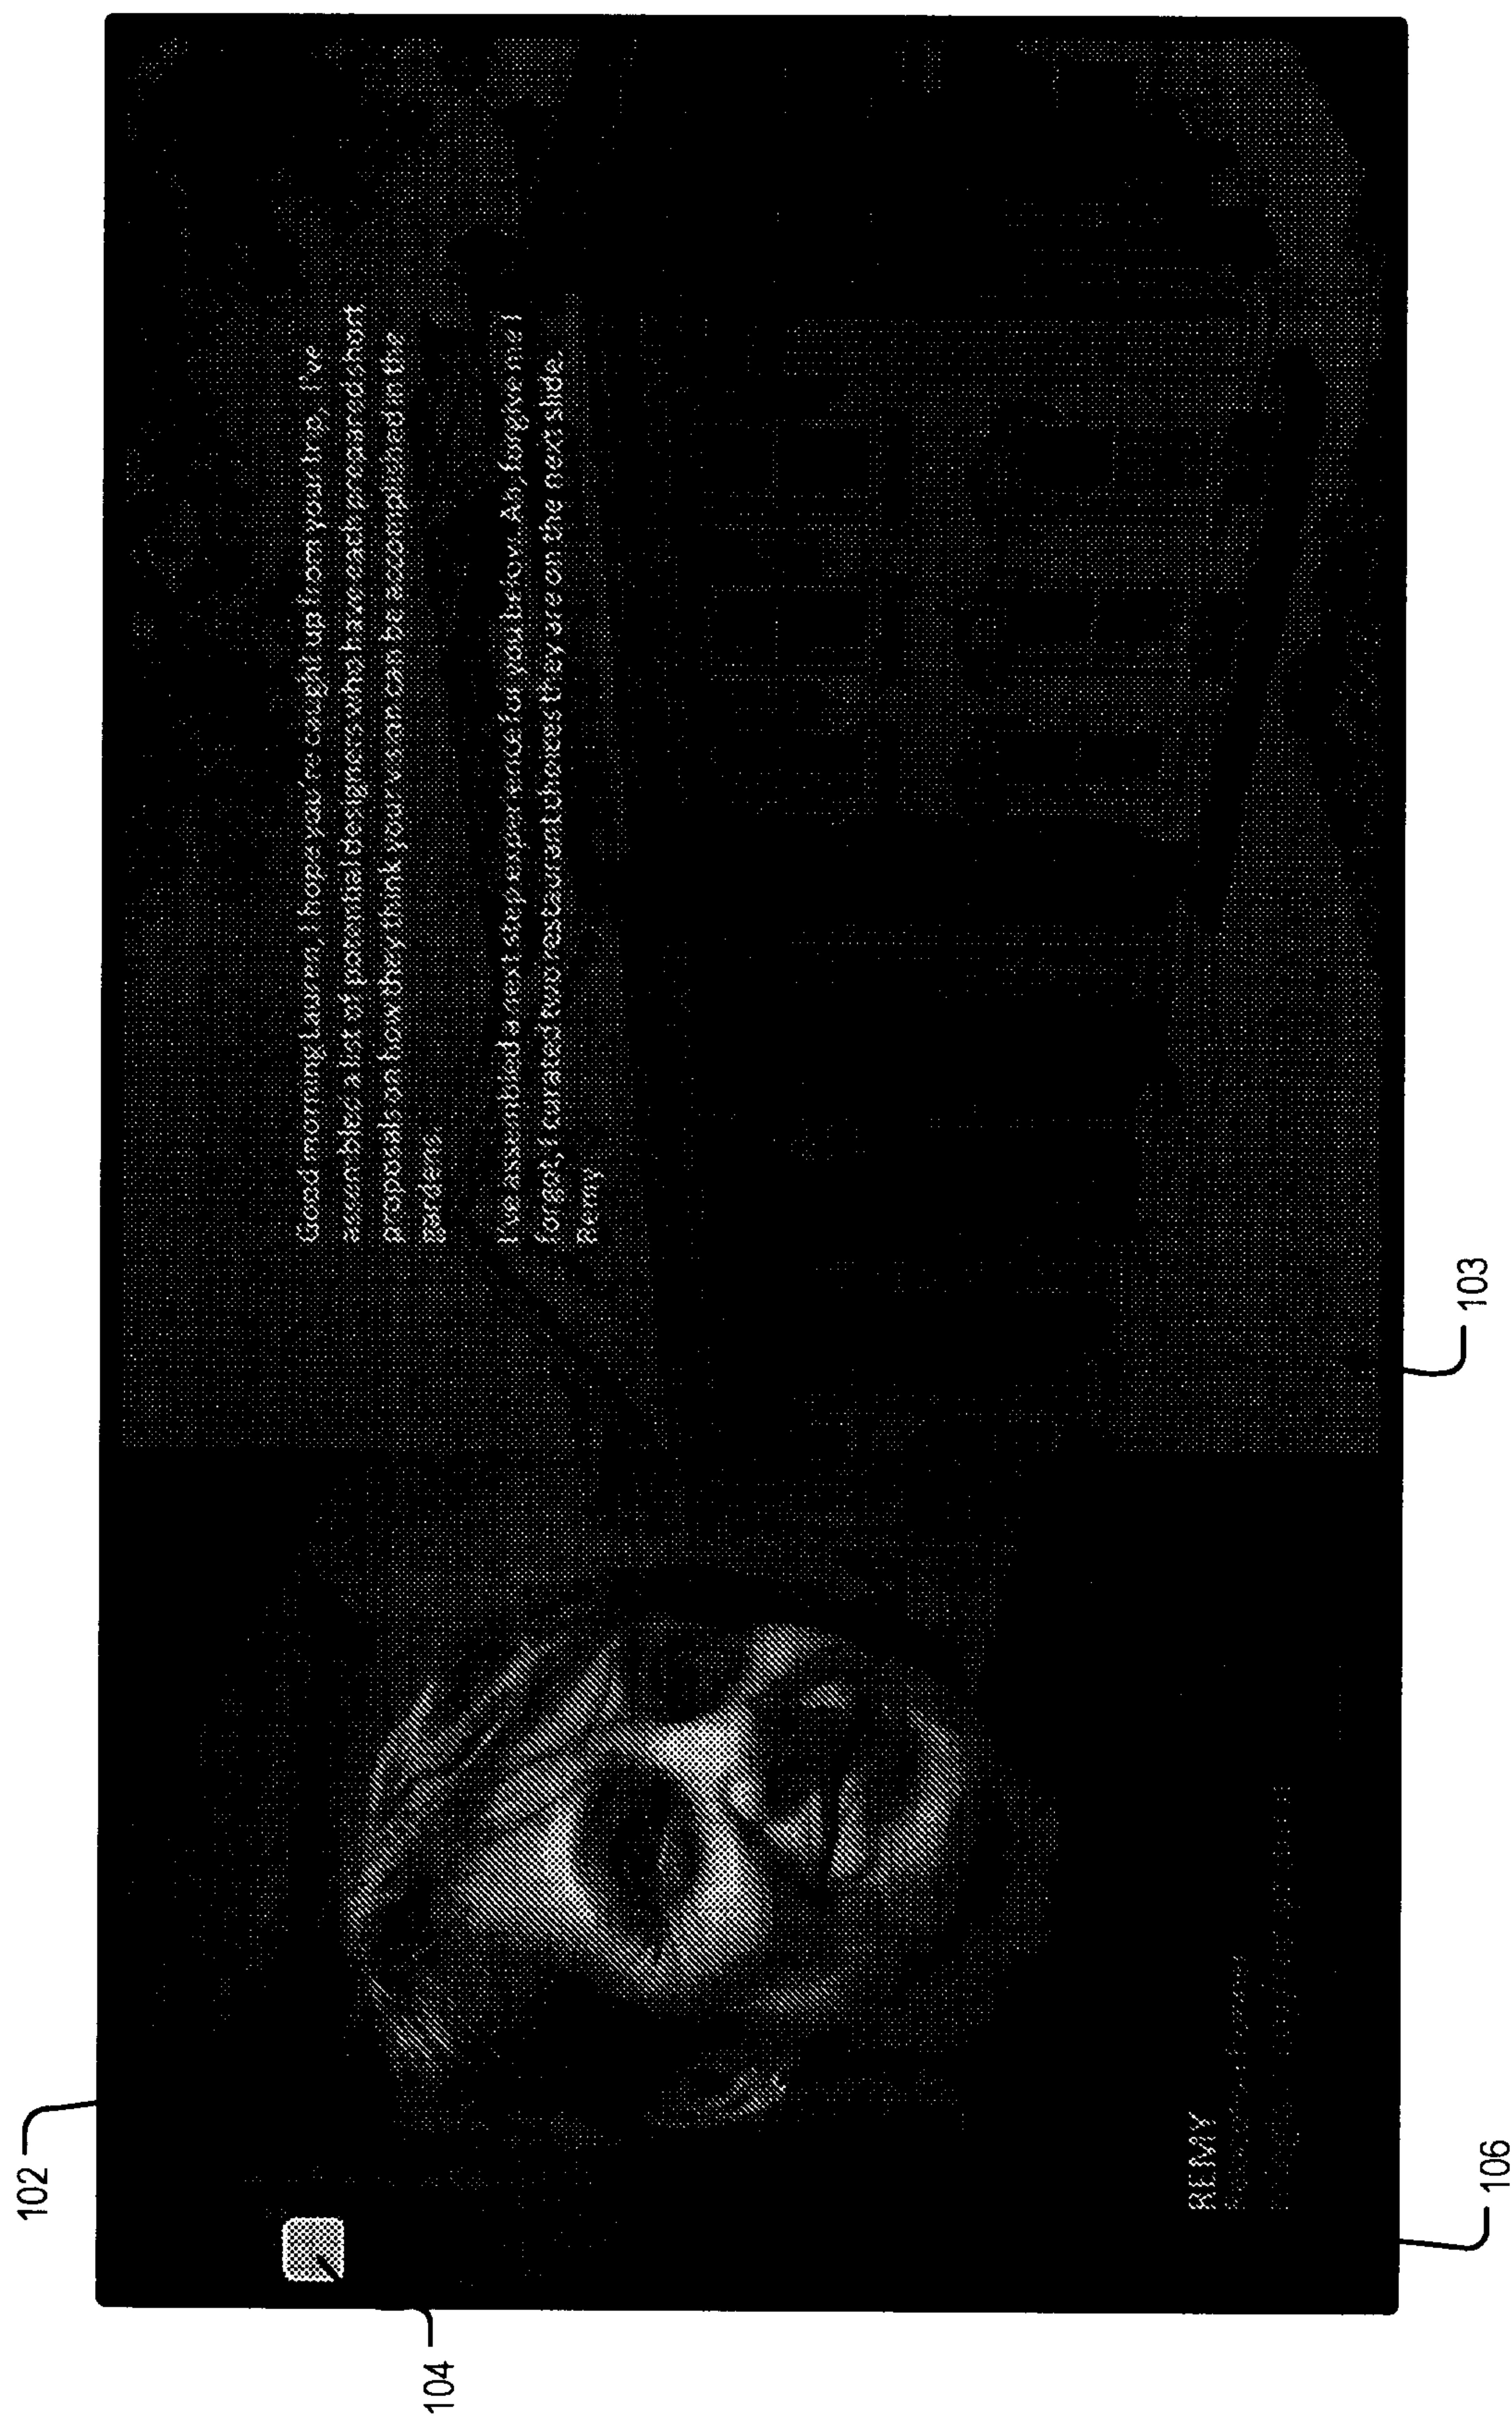 Good morning Lauren, I hope you're caught up from your trip. I've
assembled a list of potential designers who have each prepared short
proposals on how they think your vision can be accomplished in the
gardens.
I've assembled a next step experience for you below. Ah, forgive me I
forgot, I curated two restaurant choices they are on the next slide.
Remy
REMY
102
103
104
106